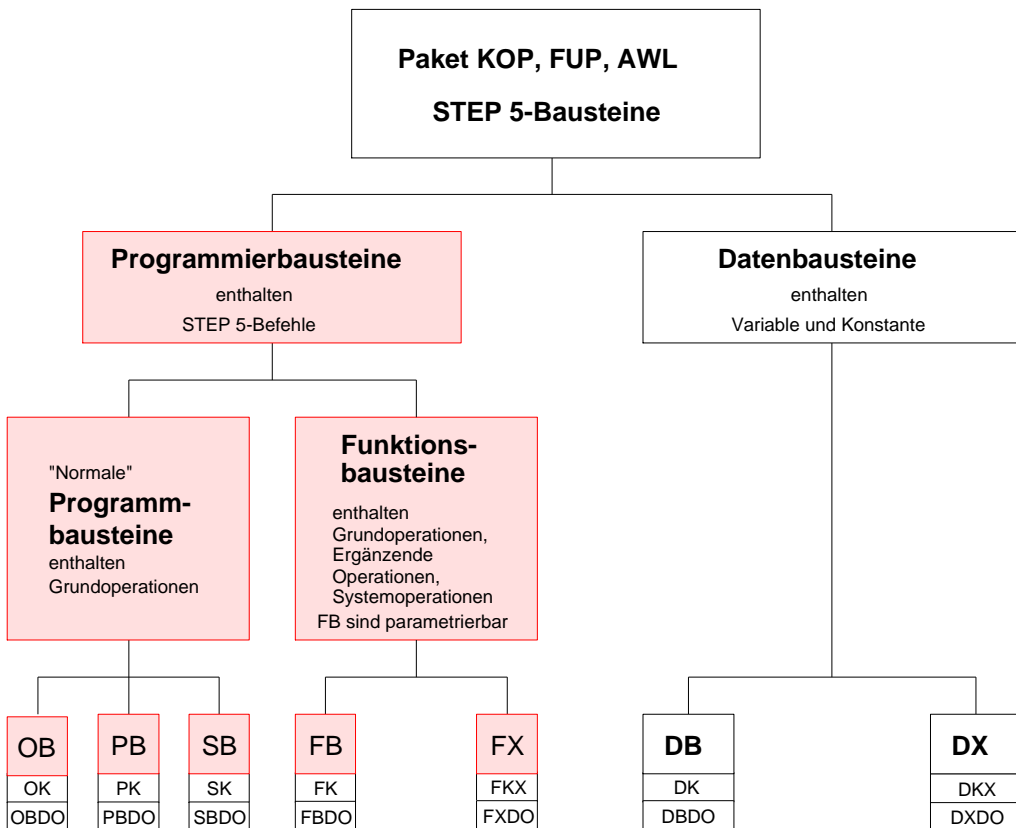 Paket KOP, FUP, AWL
STEP 5-Bausteine
Programmierbausteine
enthalten
STEP 5-Befehle
Datenbausteine
enthalten
Variable und Konstante
"Normale"
Programm-
bausteine
enthalten
Grundoperationen
Funktions-
bausteine
enthalten
Grundoperationen,
Ergänzende
Operationen,
Systemoperationen
FB sind parametrierbar
OB
OK
OBDO
PB
PK
PBDO
SB
SK
SBDO
FB
FK
FBDO
FX
FKX
FXDO
DB
DK
DBDO
DX
DKX
DXDO